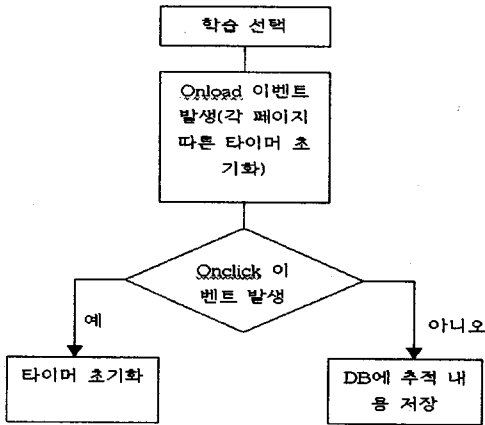 학습 선택
Onload 이벤트
발생(각 페이지
따른 타이머 초
기화)
Onclick 이
벤트 발생
예
아니오
타이머 초기화
DB에 추적 내
용 저장